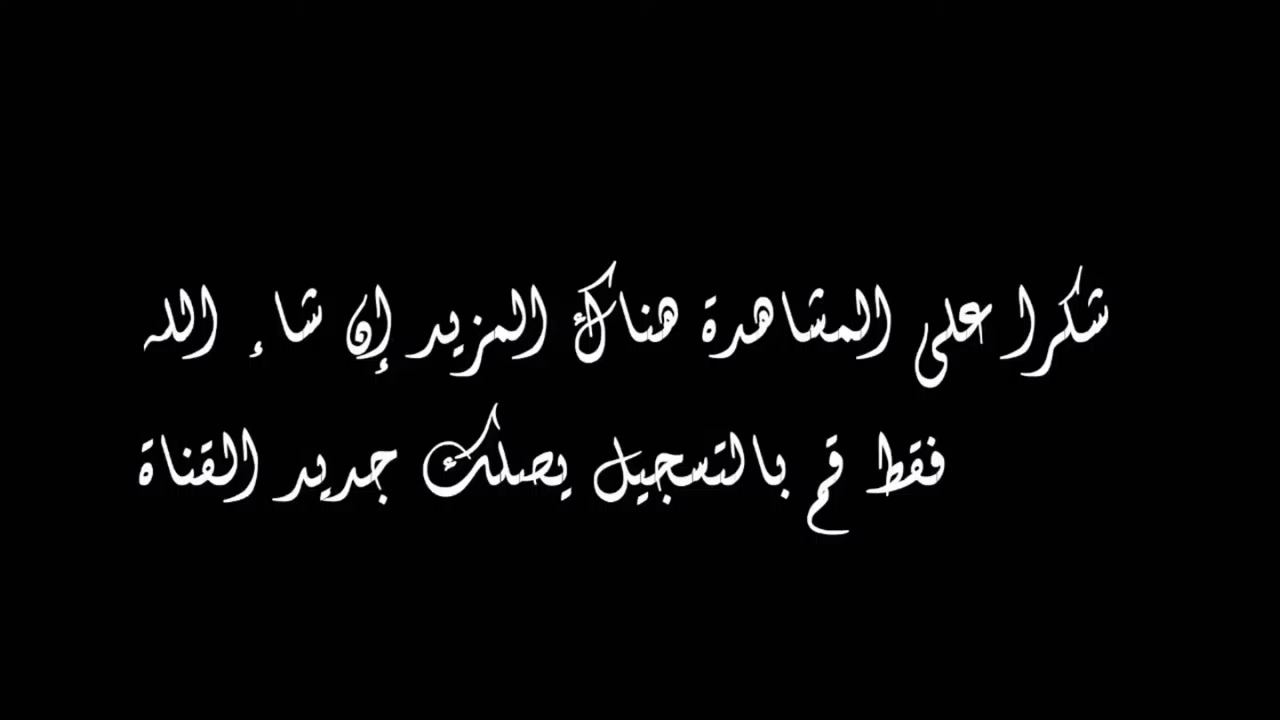 شكرا على المشاهدة هناك المزيد إن شاء الله
فقط قم بالتسجيل يصلك جديد القناة